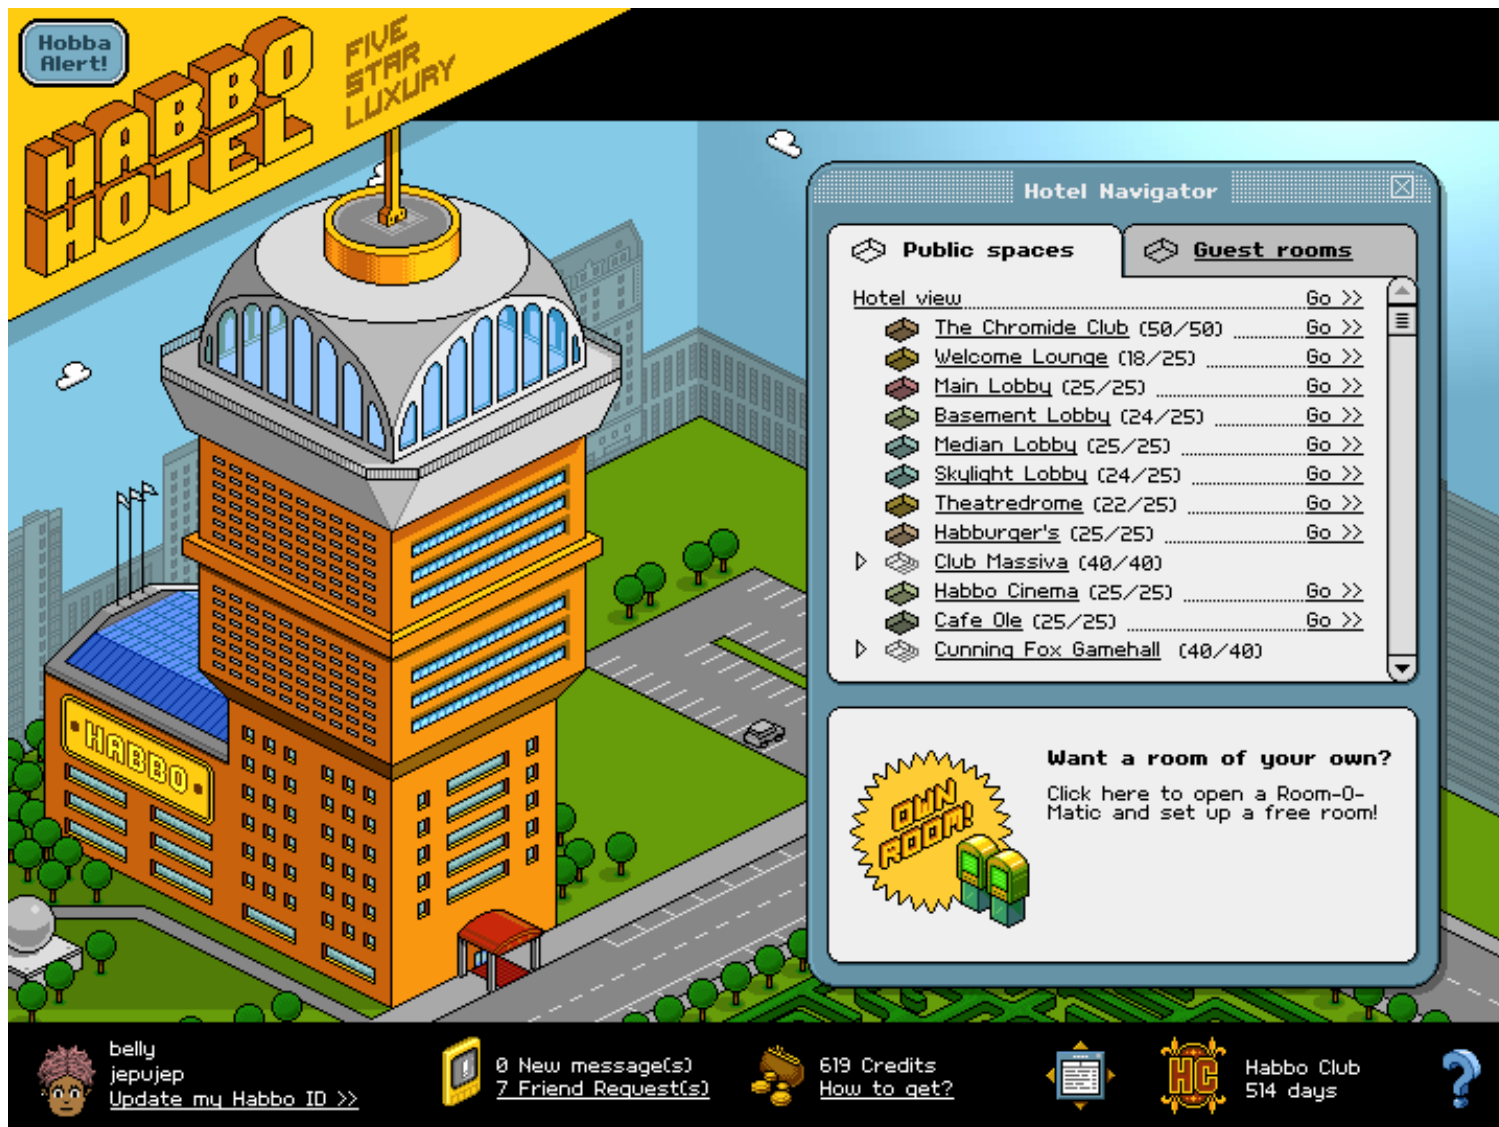 Hobba
Alert!
HABBO
HOTEL
FIVE
STAR
LUXURY
Hotel Navigator
Public spaces
Guest rooms
Hotel view Go >>
The Chromide Club (50/50) Go >>
Welcome Lounge (18/25) Go >>
Main Lobby (25/25) Go >>
Basement Lobby (24/25) Go >>
Median Lobby (25/25) Go >>
Skylight Lobby (24/25) Go >>
Theatredrome (22/25) Go >>
Habburger's (25/25) Go >>
Club Massiva (40/40)
Habbo Cinema (25/25) Go >>
Cafe Ole (25/25) Go >>
Cunning Fox Gamehall (40/40)
HABBO
OWN
ROOM!
Want a room of your own?
Click here to open a Room-O-
Matic and set up a free room!
belly
jepujep
Update my Habbo ID >>
0 New message(s)
7 Friend Request(s)
619 Credits
How to get?
HC
Habbo Club
514 days
?